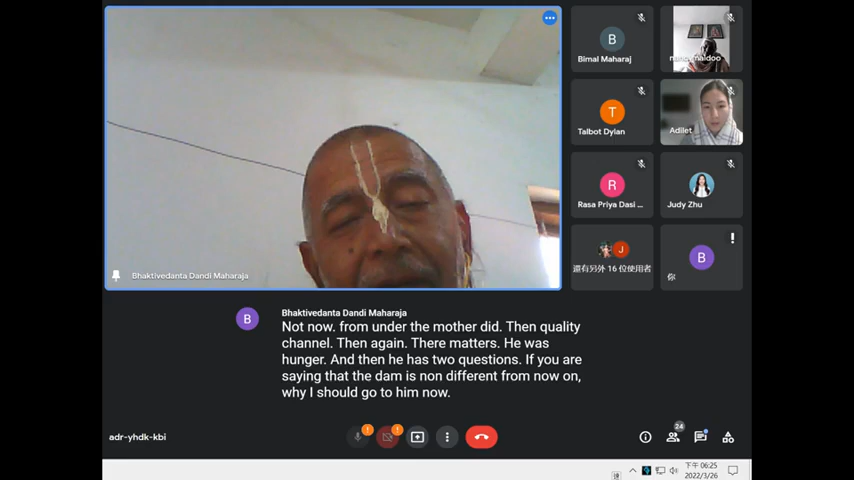 B
Bimal Maharaj
T
Talbot Dylan
Adilet
R
Rasa Priya Dasi ...
Judy Zhu
J
還有另外 16 位使用者
B
你
Bhaktivedanta Dandi Maharaja
B
Bhaktivedanta Dandi Maharaja
Not now. from under the mother did. Then quality
channel. Then again. There matters. He was
hunger. And then he has two questions. If you are
saying that the dam is non different from now on,
why I should go to him now.
adr-yhdk-kbi
24
下午 06:25
2022/3/26